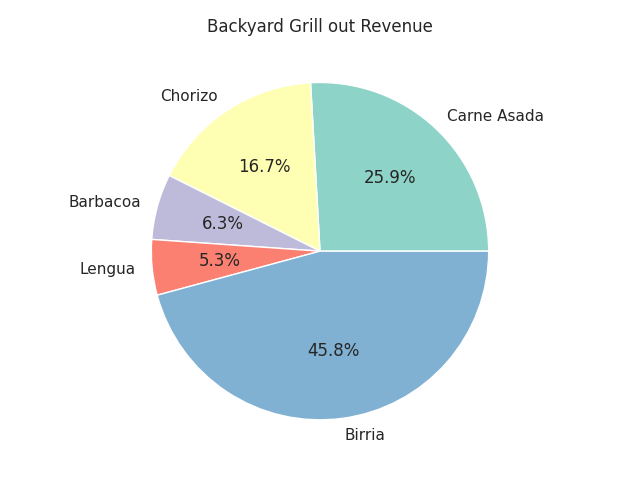 Backyard Grill out Revenue
Chorizo
Carne Asada
16.7%
25.9%
Barbacoa
6.3%
Lengua
5.3%
45.8%
Birria